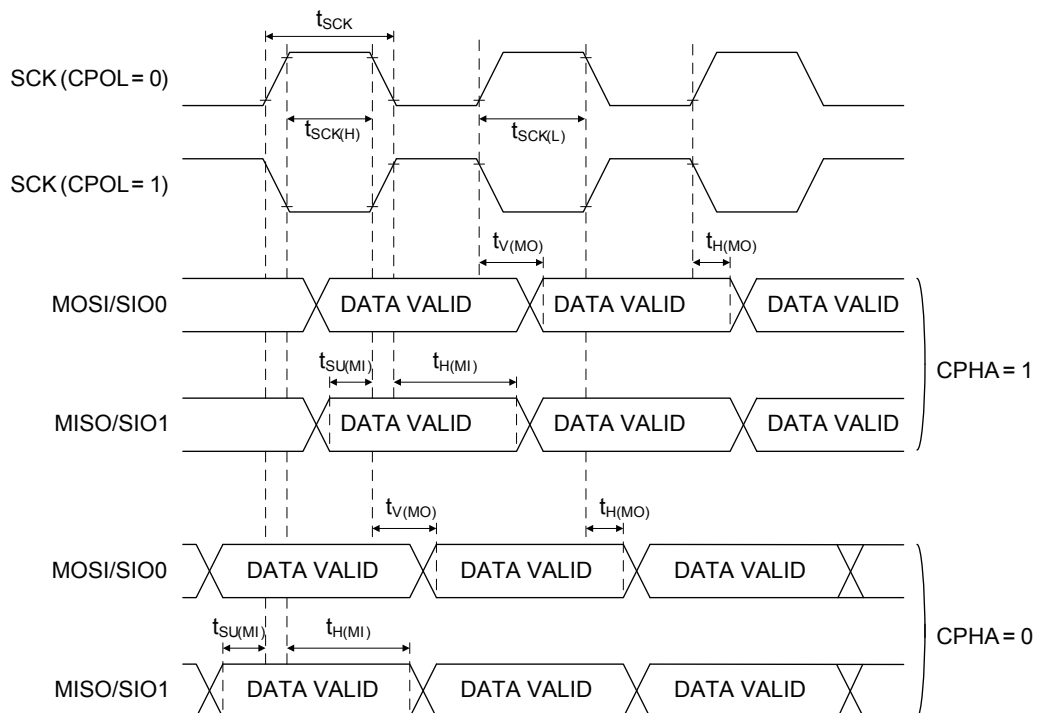 tSCK
SCK (CPOL = 0)
tSCK(H)
tSCK(L)
SCK (CPOL = 1)
tV(MO)
tH(MO)
MOSI/SIO0
DATA VALID
DATA VALID
DATA VALID
tSU(MI)
tH(MI)
CPHA = 1
MISO/SIO1
DATA VALID
DATA VALID
DATA VALID
tV(MO)
tH(MO)
MOSI/SIO0
DATA VALID
DATA VALID
DATA VALID
tSU(MI)
tH(MI)
CPHA = 0
MISO/SIO1
DATA VALID
DATA VALID
DATA VALID